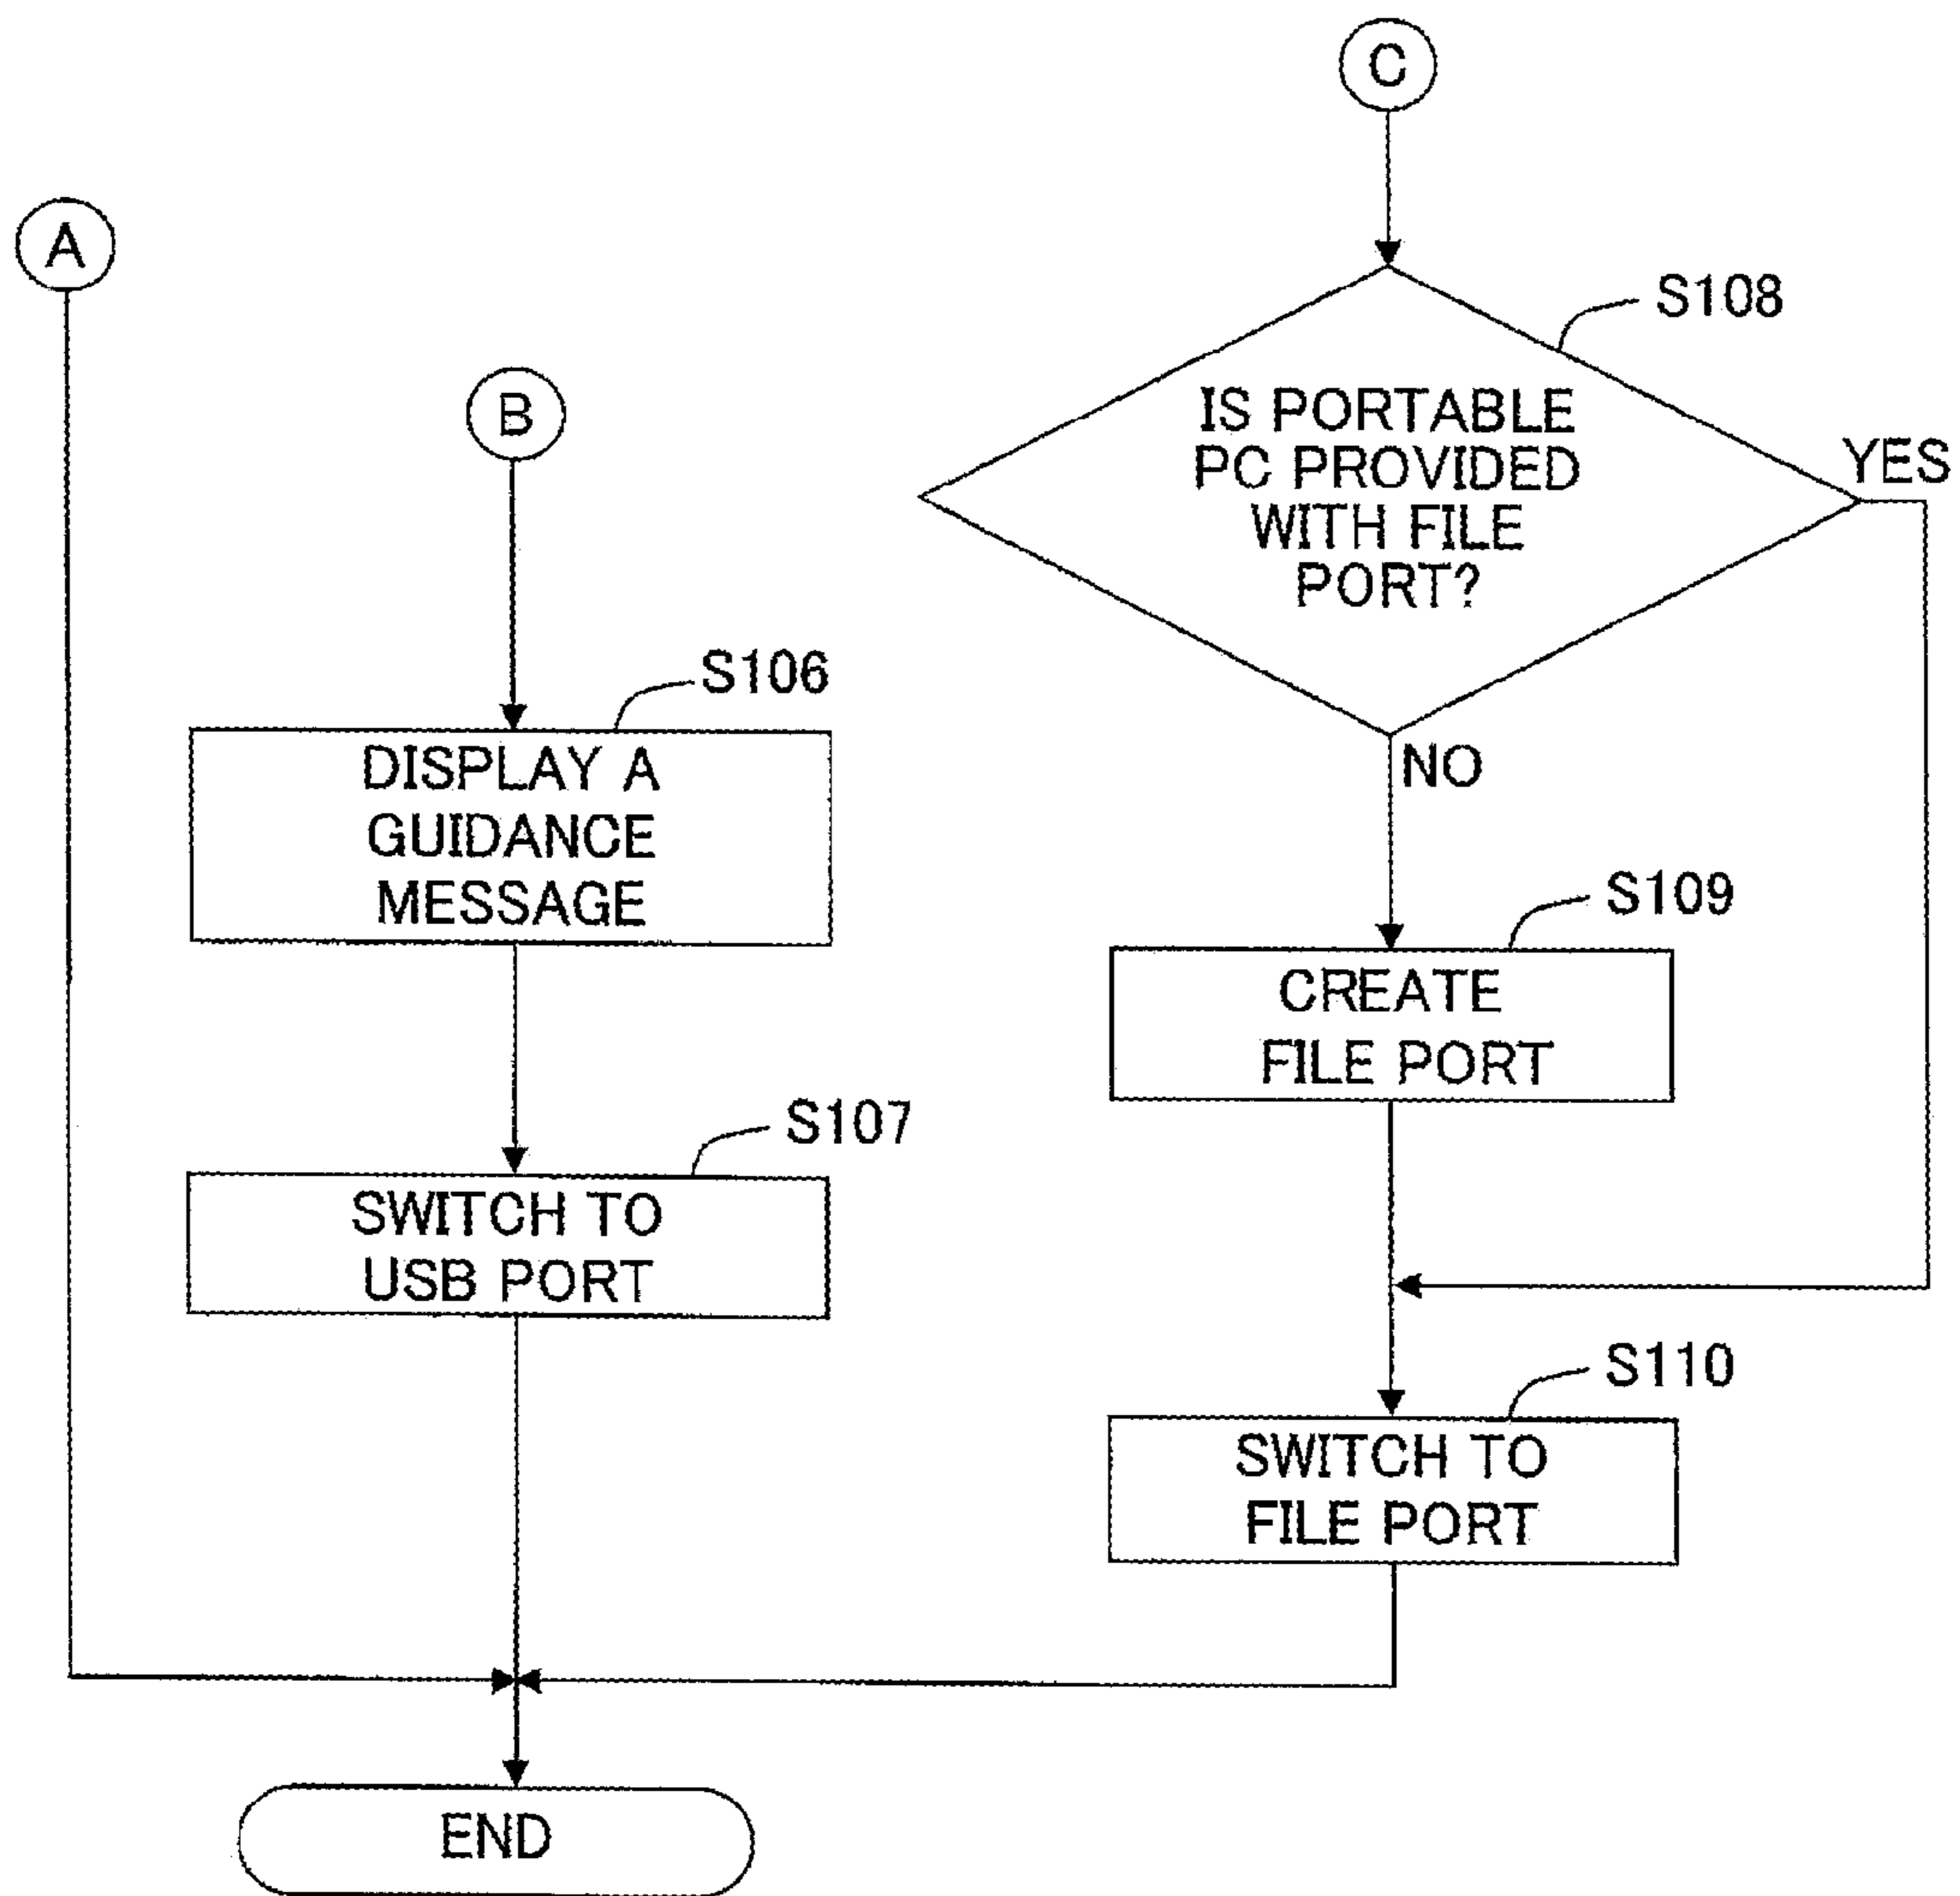 C
A
B
S108
IS PORTABLE
PC PROVIDED
WITH FILE
PORT?
YES
NO
S106
DISPLAY A
GUIDANCE
MESSAGE
S109
CREATE
FILE PORT
S107
SWITCH TO
USB PORT
S110
SWITCH TO
FILE PORT
END